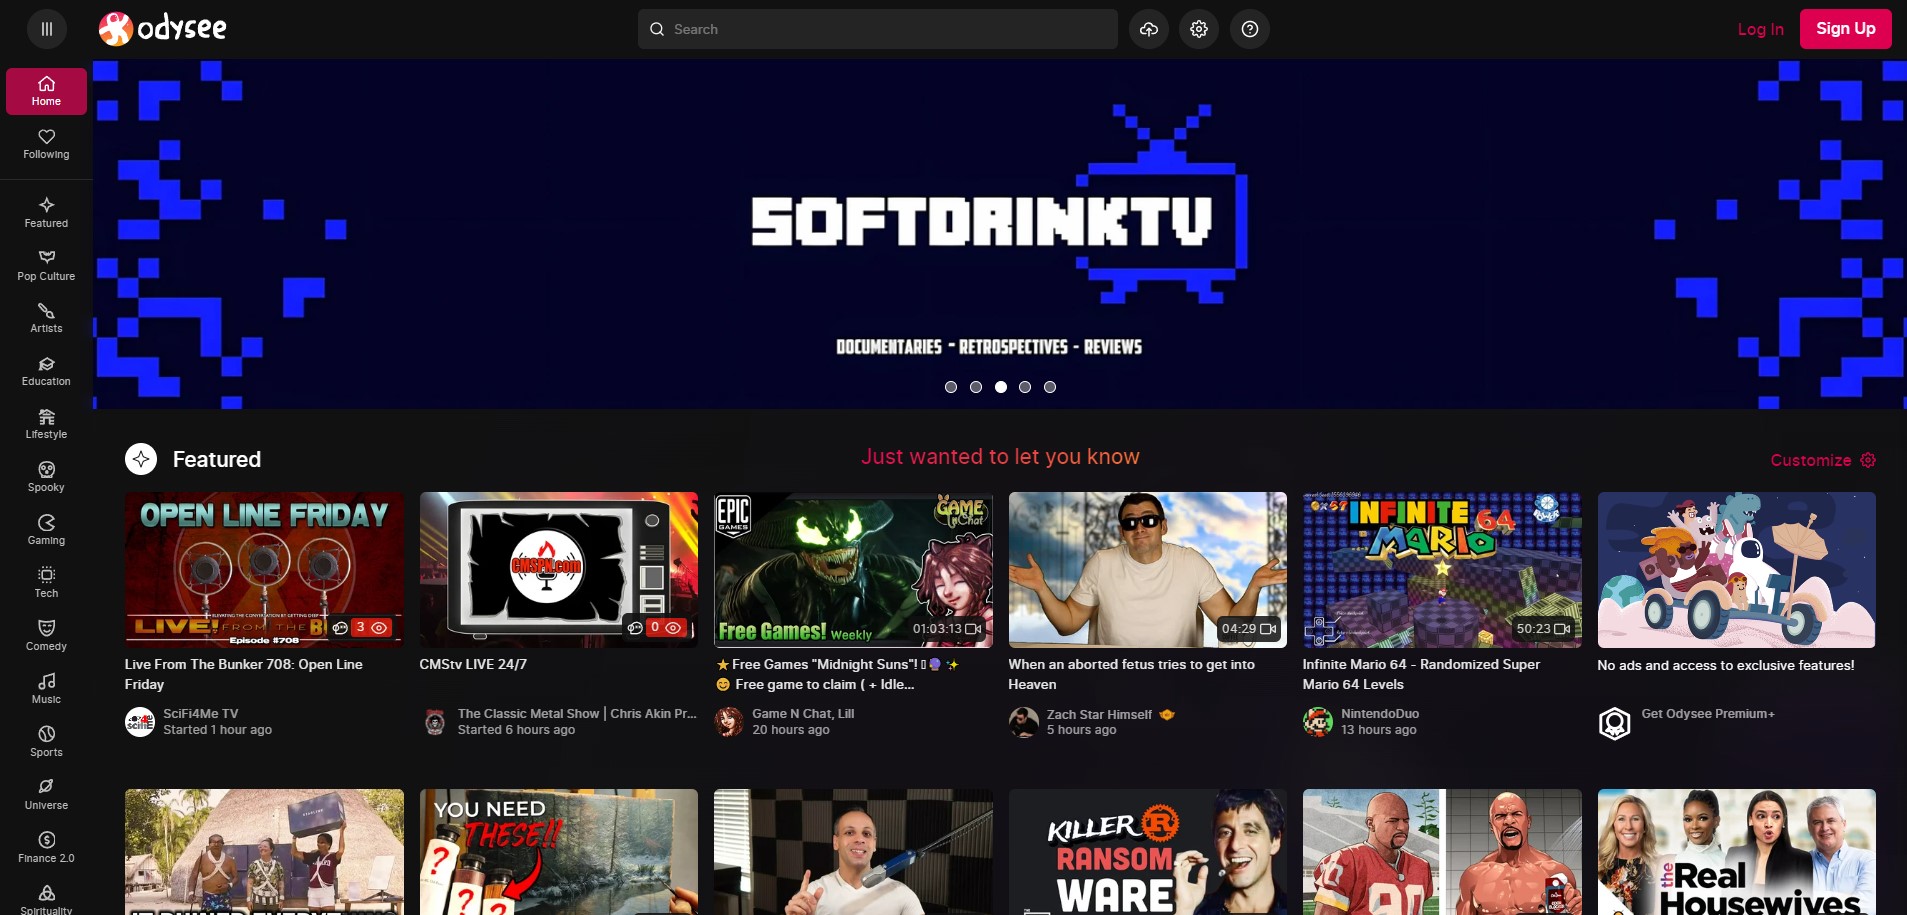 odysee
Search
Log In
Sign Up
Home
Following
Featured
Pop Culture
Artists
Education
Lifestyle
Spooky
Gaming
Tech
Comedy
Music
Sports
Universe
Finance 2.0
Spirituality
SOFTDRINKTV
DOCUMENTARIES - RETROSPECTIVES - REVIEWS
Featured
Just wanted to let you know
Customize
OPEN LINE FRIDAY
ELEVATING THE CONVERSATION BY GETTING DEEP
LIVE! FROM THE
Episode #708
3
Live From The Bunker 708: Open Line
Friday
SciFi4Me TV
Started 1 hour ago
CMSPN.com
0
CMStv LIVE 24/7
The Classic Metal Show | Chris Akin Pr...
Started 6 hours ago
EPIC
GAMES
GAME
N Chat
Free Games! Weekly
01:03:13
⭐Free Games "Midnight Suns"! 🔮✨
😊 Free game to claim ( + Idle...
Game N Chat, Lill
20 hours ago
04:29
When an aborted fetus tries to get into
Heaven
Zach Star Himself
5 hours ago
INFINITE
MARIO 64
50:23
Infinite Mario 64 - Randomized Super
Mario 64 Levels
NintendoDuo
13 hours ago
No ads and access to exclusive features!
Get Odysee Premium+
STARLINK
YOU NEED
THESE!!
? ? ?
KILLER
RANSOM
WARE
the Real
Housewives